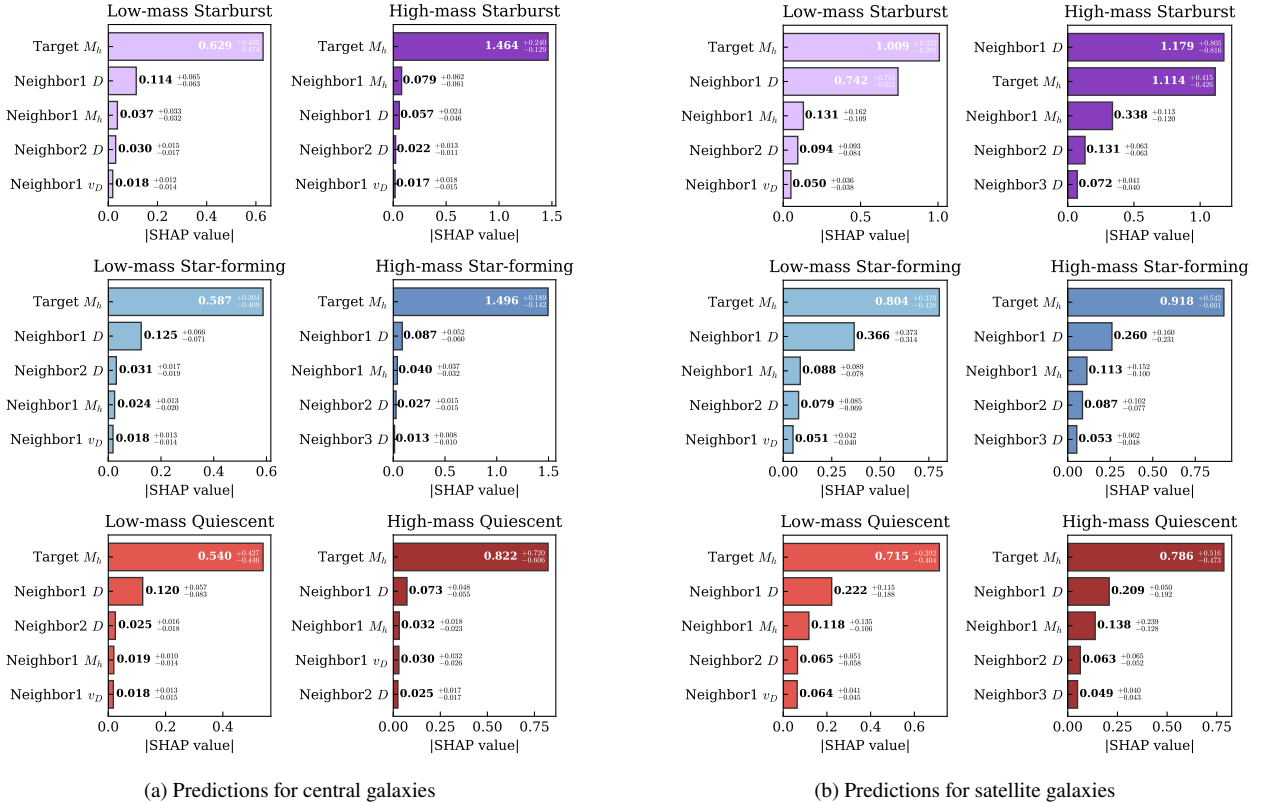 Low-mass Starburst
Target M_h 0.629 +0.433 −0.474
Neighbor1 D 0.114 +0.065 −0.063
Neighbor1 M_h 0.037 +0.033 −0.032
Neighbor2 D 0.030 +0.015 −0.017
Neighbor1 v_D 0.018 +0.012 −0.014
0.0 0.2 0.4 0.6
|SHAP value|
High-mass Starburst
Target M_h 1.464 +0.240 −0.129
Neighbor1 M_h 0.079 +0.062 −0.061
Neighbor1 D 0.057 +0.024 −0.046
Neighbor2 D 0.022 +0.013 −0.011
Neighbor1 v_D 0.017 +0.018 −0.015
0.0 0.5 1.0 1.5
|SHAP value|
Low-mass Star-forming
Target M_h 0.587 +0.394 −0.408
Neighbor1 D 0.125 +0.066 −0.071
Neighbor2 D 0.031 +0.017 −0.019
Neighbor1 M_h 0.024 +0.013 −0.020
Neighbor1 v_D 0.018 +0.013 −0.014
0.0 0.2 0.4 0.6
|SHAP value|
High-mass Star-forming
Target M_h 1.496 +0.189 −0.142
Neighbor1 D 0.087 +0.052 −0.060
Neighbor1 M_h 0.040 +0.037 −0.032
Neighbor2 D 0.027 +0.015 −0.015
Neighbor3 D 0.013 +0.008 −0.010
0.0 0.5 1.0 1.5
|SHAP value|
Low-mass Quiescent
Target M_h 0.540 +0.427 −0.446
Neighbor1 D 0.120 +0.057 −0.083
Neighbor2 D 0.025 +0.016 −0.018
Neighbor1 M_h 0.019 +0.010 −0.014
Neighbor1 v_D 0.018 +0.013 −0.015
0.0 0.2 0.4
|SHAP value|
High-mass Quiescent
Target M_h 0.822 +0.720 −0.606
Neighbor1 D 0.073 +0.048 −0.055
Neighbor1 M_h 0.032 +0.018 −0.023
Neighbor1 v_D 0.030 +0.032 −0.026
Neighbor2 D 0.025 +0.017 −0.017
0.00 0.25 0.50 0.75
|SHAP value|
(a) Predictions for central galaxies
Low-mass Starburst
Target M_h 1.009
Neighbor1 D 0.742
Neighbor1 M_h 0.131 +0.162 −0.109
Neighbor2 D 0.094 +0.093 −0.084
Neighbor1 v_D 0.050 +0.036 −0.038
0.0 0.5 1.0
|SHAP value|
High-mass Starburst
Neighbor1 D 1.179 +0.805 −0.816
Target M_h 1.114 +0.415 −0.426
Neighbor1 M_h 0.338 +0.113 −0.120
Neighbor2 D 0.131 +0.063 −0.063
Neighbor3 D 0.072 +0.041 −0.040
0.0 0.5 1.0
|SHAP value|
Low-mass Star-forming
Target M_h 0.804 +0.370 −0.428
Neighbor1 D 0.366 +0.373 −0.314
Neighbor1 M_h 0.088 +0.089 −0.078
Neighbor2 D 0.079 +0.085 −0.069
Neighbor1 v_D 0.051 +0.042 −0.040
0.00 0.25 0.50 0.75
|SHAP value|
High-mass Star-forming
Target M_h 0.918 +0.542 −0.601
Neighbor1 D 0.260 +0.160 −0.231
Neighbor1 M_h 0.113 +0.152 −0.100
Neighbor2 D 0.087 +0.102 −0.077
Neighbor3 D 0.053 +0.062 −0.048
0.00 0.25 0.50 0.75
|SHAP value|
Low-mass Quiescent
Target M_h 0.715 +0.292 −0.404
Neighbor1 D 0.222 +0.115 −0.188
Neighbor1 M_h 0.118 +0.135 −0.106
Neighbor2 D 0.065 +0.051 −0.058
Neighbor1 v_D 0.064 +0.041 −0.045
0.0 0.2 0.4 0.6
|SHAP value|
High-mass Quiescent
Target M_h 0.786 +0.516 −0.473
Neighbor1 D 0.209 +0.050 −0.192
Neighbor1 M_h 0.138 +0.239 −0.128
Neighbor2 D 0.063 +0.065 −0.052
Neighbor3 D 0.049 +0.040 −0.043
0.00 0.25 0.50 0.75
|SHAP value|
(b) Predictions for satellite galaxies